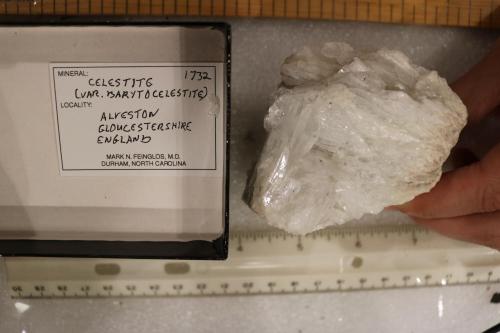 MINERAL: 1732
CELESTITE
(VAR. BARYTOCELESTITE)
LOCALITY:
ALVESTON
GLOUCESTERSHIRE
ENGLAND
MARK N. FEINGLOS, M.D.
DURHAM, NORTH CAROLINA